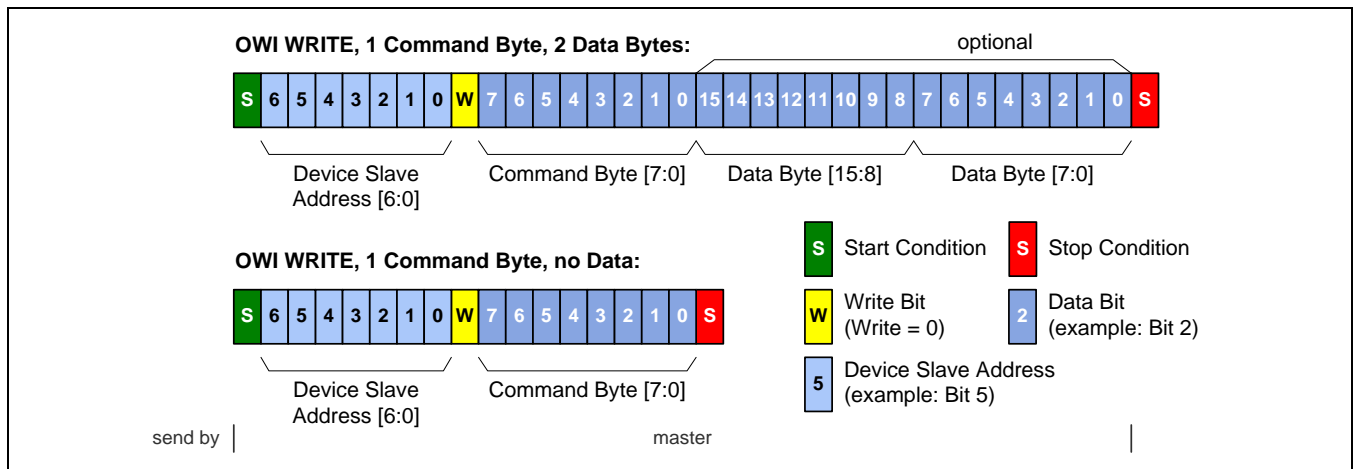 OWI WRITE, 1 Command Byte, 2 Data Bytes:
optional
S 6 5 4 3 2 1 0 W 7 6 5 4 3 2 1 0 15 14 13 12 11 10 9 8 7 6 5 4 3 2 1 0 S
Device Slave Address [6:0]
Command Byte [7:0]
Data Byte [15:8]
Data Byte [7:0]
OWI WRITE, 1 Command Byte, no Data:
S 6 5 4 3 2 1 0 W 7 6 5 4 3 2 1 0 S
Device Slave
Address [6:0]
Command Byte [7:0]
S Start Condition
S Stop Condition
W Write Bit
(Write = 0)
2 Data Bit
(example: Bit 2)
5 Device Slave Address
(example: Bit 5)
send by
master